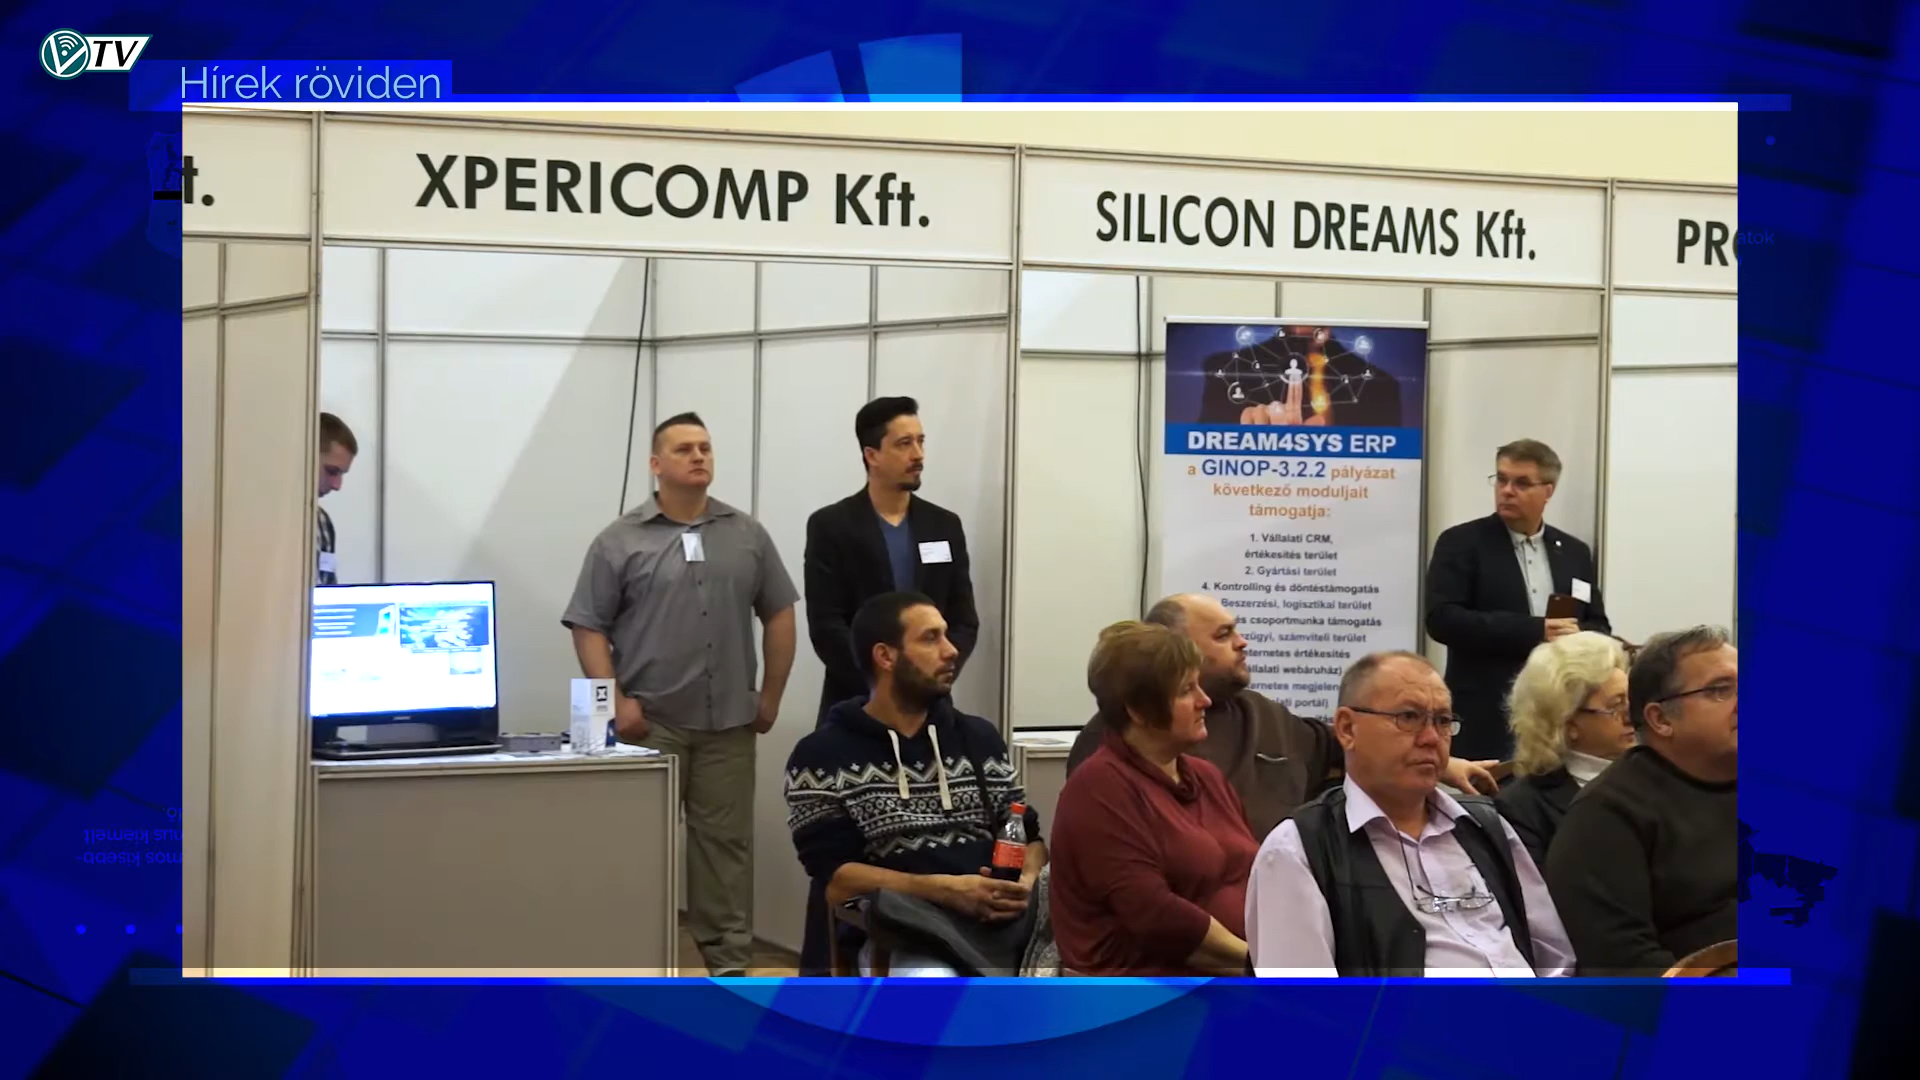 TV
Hírek röviden
t.
XPERICOMP Kft.
SILICON DREAMS Kft.
DREAM4SYS ERP
a GINOP-3.2.2 pályázat
következő moduljait
támogatja:
1. Vállalati CRM,
értékesítés terület
2. Gyártási terület
4. Kontrolling és döntéstámogatás
Beszerzési, logisztikai terület
és csoportmunka támogatás
számviteli terület
értékesítés
webáruház)
portál)